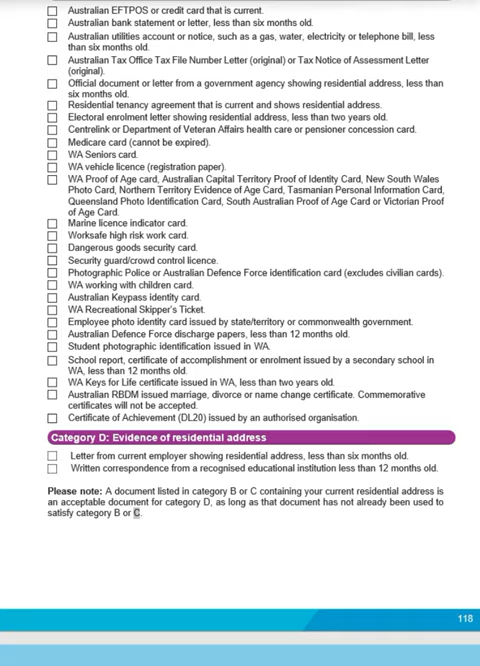 Australian EFTPOS or credit card that is current.
Australian bank statement or letter, less than six months old.
Australian utilities account or notice, such as a gas, water, electricity or telephone bill, less
than six months old.
Australian Tax Office Tax File Number Letter (original) or Tax Notice of Assessment Letter
(original).
Official document or letter from a government agency showing residential address, less than
six months old.
Residential tenancy agreement that is current and shows residential address.
Electoral enrolment letter showing residential address, less than two years old.
Centrelink or Department of Veteran Affairs health care or pensioner concession card.
Medicare card (cannot be expired).
WA Seniors card.
WA vehicle licence (registration paper).
WA Proof of Age card, Australian Capital Territory Proof of Identity Card, New South Wales
Photo Card, Northern Territory Evidence of Age Card, Tasmanian Personal Information Card,
Queensland Photo Identification Card, South Australian Proof of Age Card or Victorian Proof
of Age Card.
Marine licence indicator card.
Worksafe high risk work card.
Dangerous goods security card.
Security guard/crowd control licence.
Photographic Police or Australian Defence Force identification card (excludes civilian cards).
WA working with children card.
Australian Keypass identity card.
WA Recreational Skipper's Ticket.
Employee photo identity card issued by state/territory or commonwealth government.
Australian Defence Force discharge papers, less than 12 months old.
Student photographic identification issued in WA.
School report, certificate of accomplishment or enrolment issued by a secondary school in
WA, less than 12 months old.
WA Keys for Life certificate issued in WA, less than two years old.
Australian RBDM issued marriage, divorce or name change certificate. Commemorative
certificates will not be accepted.
Certificate of Achievement (DL20) issued by an authorised organisation.
Category D: Evidence of residential address
Letter from current employer showing residential address, less than six months old.
Written correspondence from a recognised educational institution less than 12 months old.
Please note: A document listed in category B or C containing your current residential address is
an acceptable document for category D, as long as that document has not already been used to
satisfy category B or C.
118